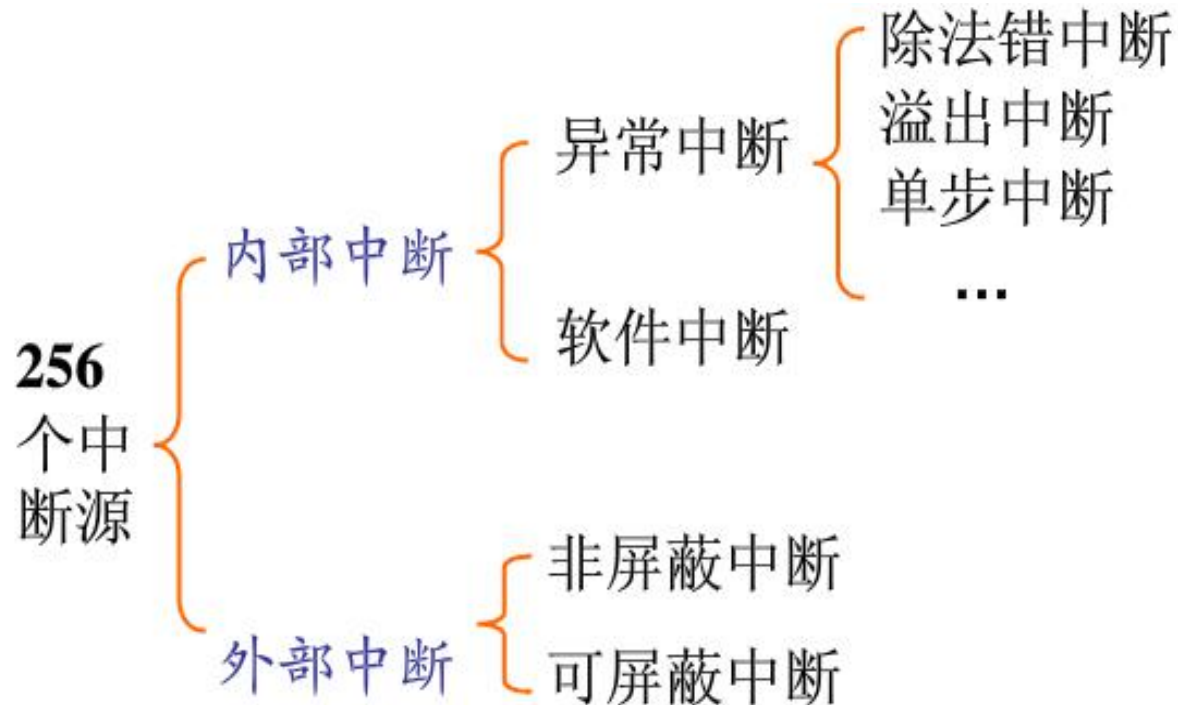 除法错中断
溢出中断
异常中断
单步中断
内部中断
…
软件中断
256
个中
断源
非屏蔽中断
外部中断
可屏蔽中断